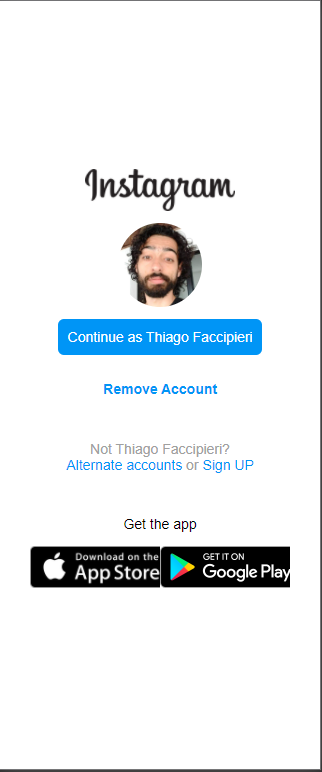 Instagram
Continue as Thiago Faccipieri
Remove Account
Not Thiago Faccipieri?
Alternate accounts or Sign UP
Get the app
Download on the
App Store
GET IT ON
Google Play